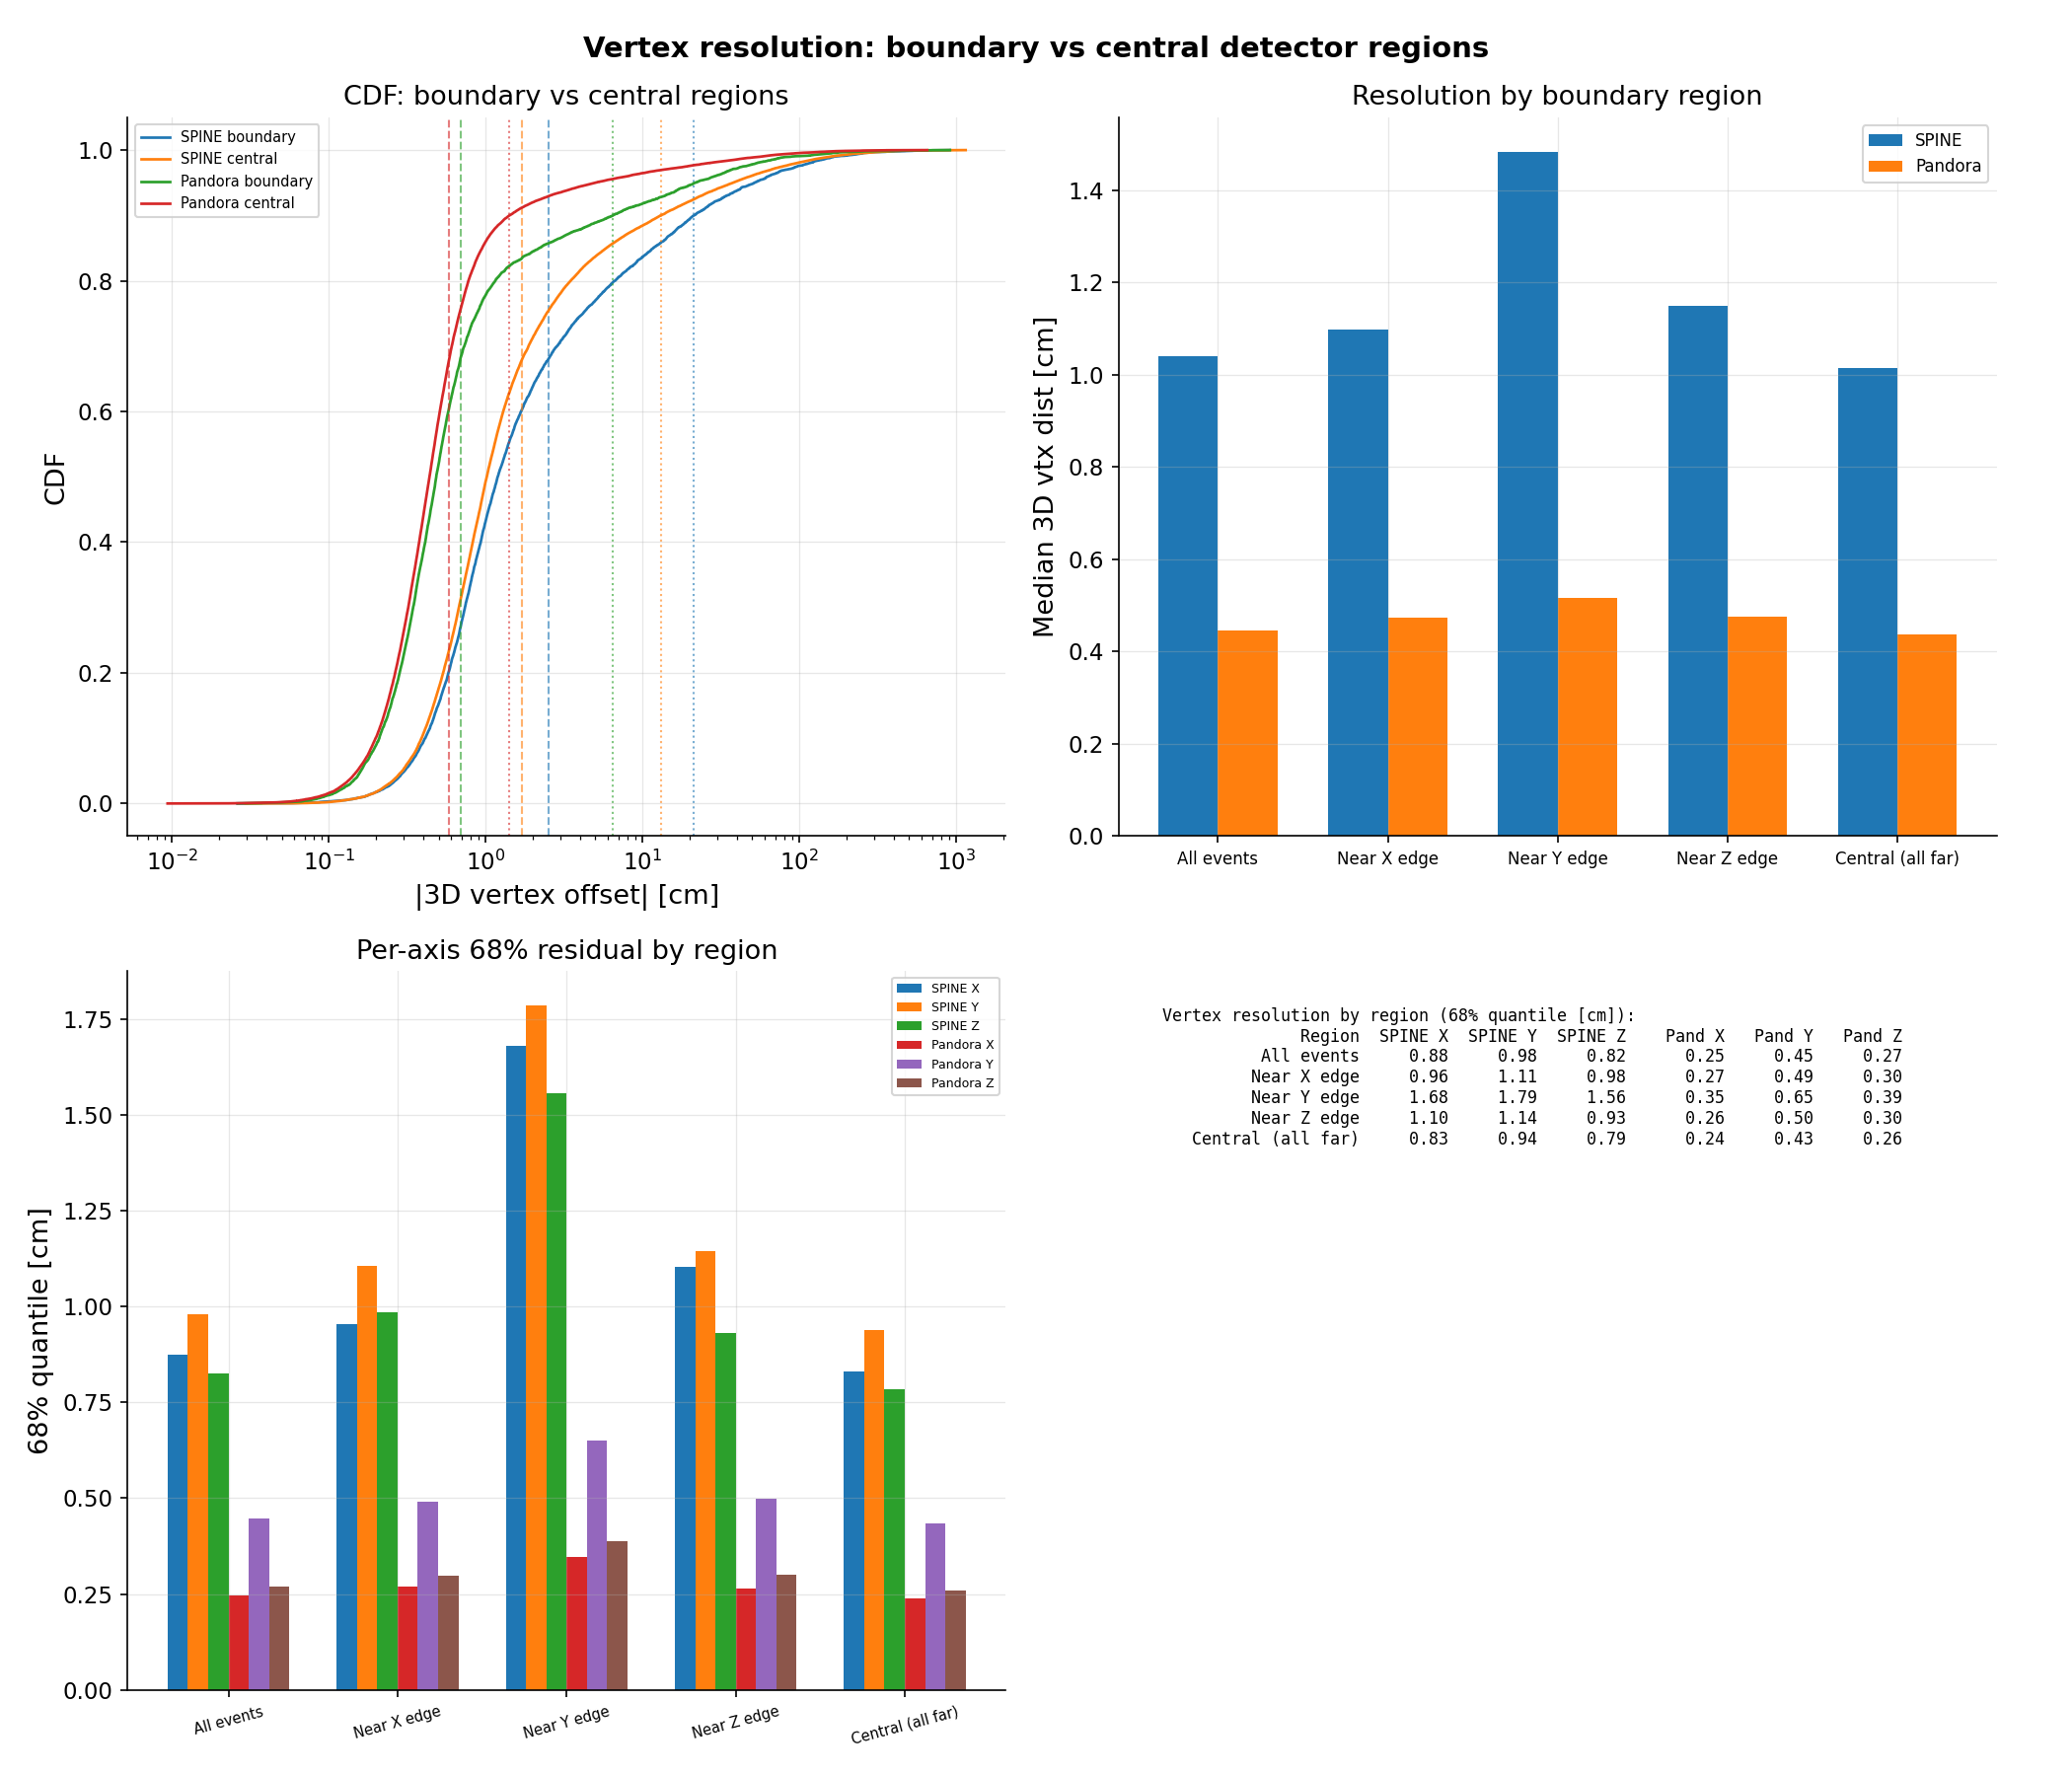 Vertex resolution: boundary vs central detector regions
CDF: boundary vs central regions
SPINE boundary
SPINE central
Pandora boundary
Pandora central
CDF
1.0
0.8
0.6
0.4
0.2
0.0
10⁻² 10⁻¹ 10⁰ 10¹ 10² 10³
|3D vertex offset| [cm]
Resolution by boundary region
SPINE
Pandora
Median 3D vtx dist [cm]
1.4
1.2
1.0
0.8
0.6
0.4
0.2
0.0
All events Near X edge Near Y edge Near Z edge Central (all far)
Per-axis 68% residual by region
SPINE X
SPINE Y
SPINE Z
Pandora X
Pandora Y
Pandora Z
68% quantile [cm]
1.75
1.50
1.25
1.00
0.75
0.50
0.25
0.00
All events Near X edge Near Y edge Near Z edge Central (all far)
Vertex resolution by region (68% quantile [cm]):
Region SPINE X SPINE Y SPINE Z Pand X Pand Y Pand Z
All events 0.88 0.98 0.82 0.25 0.45 0.27
Near X edge 0.96 1.11 0.98 0.27 0.49 0.30
Near Y edge 1.68 1.79 1.56 0.35 0.65 0.39
Near Z edge 1.10 1.14 0.93 0.26 0.50 0.30
Central (all far) 0.83 0.94 0.79 0.24 0.43 0.26